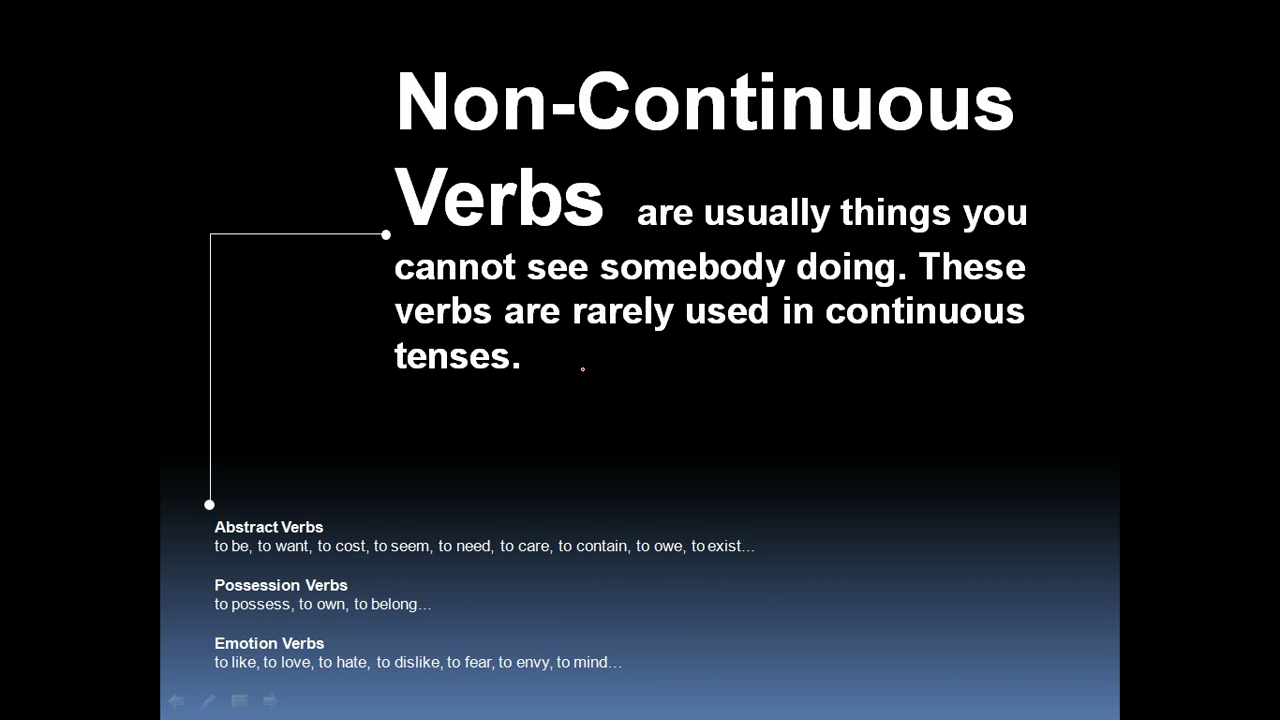 Non-Continuous
Verbs are usually things you
cannot see somebody doing. These
verbs are rarely used in continuous
tenses.
Abstract Verbs
to be, to want, to cost, to seem, to need, to care, to contain, to owe, to exist…
Possession Verbs
to possess, to own, to belong…
Emotion Verbs
to like, to love, to hate, to dislike, to fear, to envy, to mind…